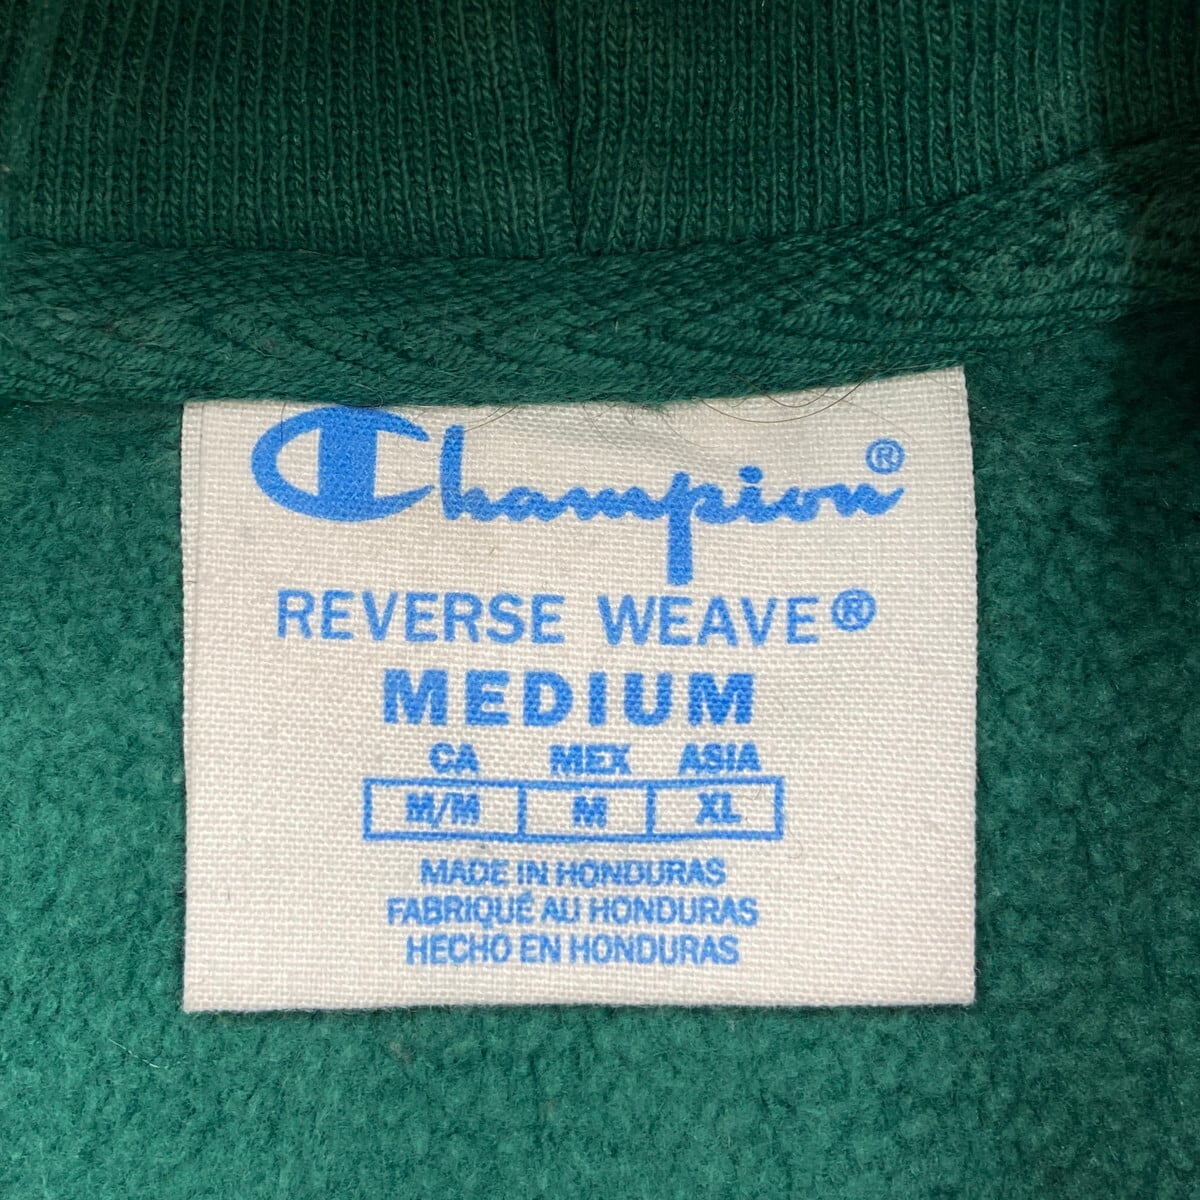 Champion®
REVERSE WEAVE®
MEDIUM
CA MEX ASIA
M/M M XL
MADE IN HONDURAS
FABRIQUÉ AU HONDURAS
HECHO EN HONDURAS